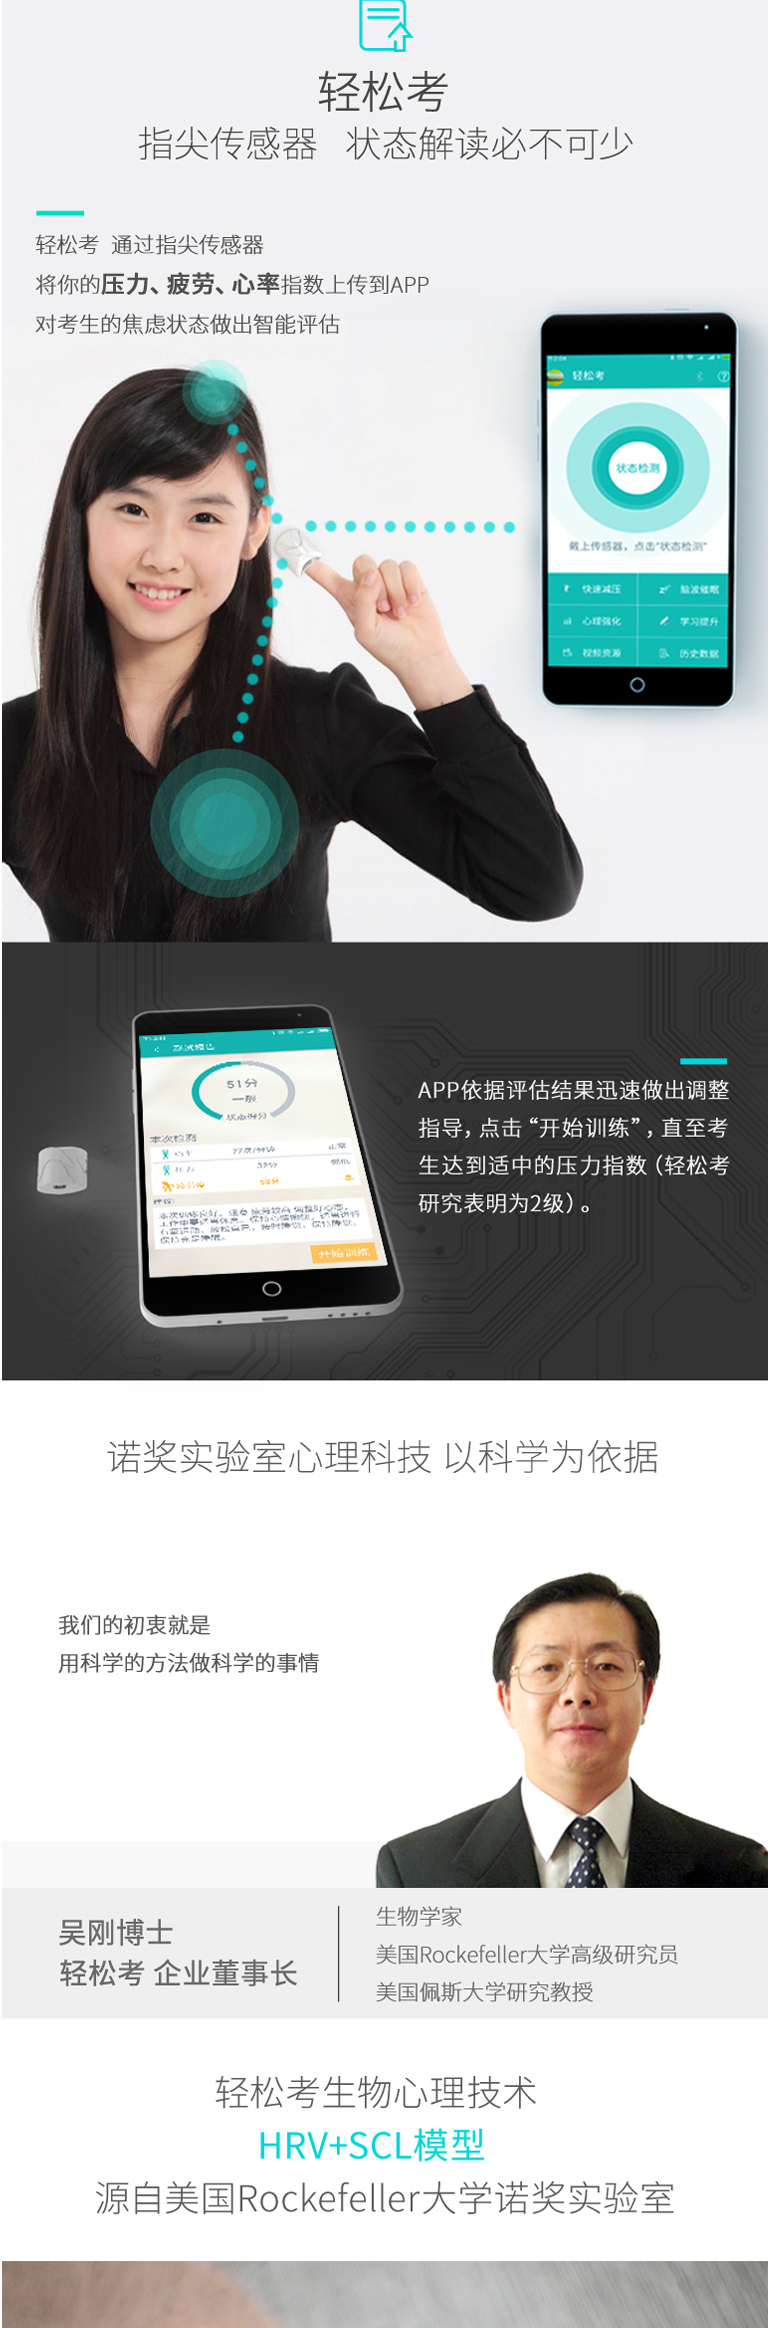 轻松考
指尖传感器 状态解读必不可少
轻松考 通过指尖传感器
将你的压力、疲劳、心率指数上传到APP
对考生的焦虑状态做出智能评估
轻松考
状态检测
戴上传感器，点击“状态检测”
快速减压 脑波催眠
心理强化 学习提升
视频资源 历史数据
测试报告
51分
一般
状态得分
本次检测
开始训练
APP依据评估结果迅速做出调整
指导，点击“开始训练”，直至考
生达到适中的压力指数（轻松考
研究表明为2级）。
诺奖实验室心理科技 以科学为依据
我们的初衷就是
用科学的方法做科学的事情
吴刚博士
轻松考 企业董事长
生物学家
美国Rockefeller大学高级研究员
美国佩斯大学研究教授
轻松考生物心理技术
HRV+SCL模型
源自美国Rockefeller大学诺奖实验室